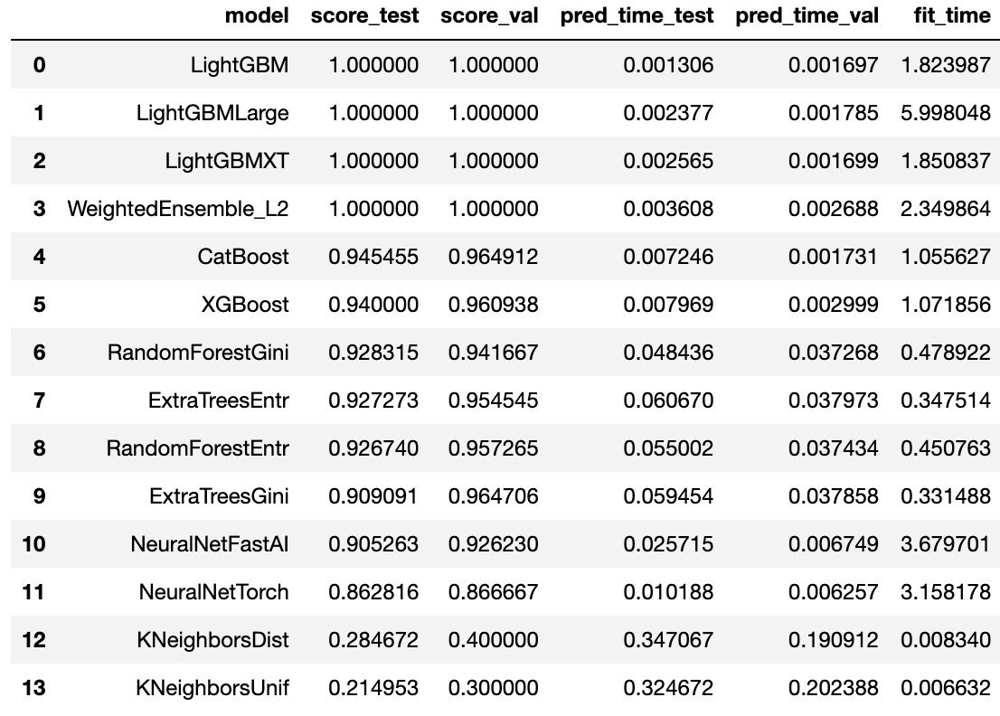 model score_test score_val pred_time_test pred_time_val fit_time
0 LightGBM 1.000000 1.000000 0.001306 0.001697 1.823987
1 LightGBMLarge 1.000000 1.000000 0.002377 0.001785 5.998048
2 LightGBMXT 1.000000 1.000000 0.002565 0.001699 1.850837
3 WeightedEnsemble_L2 1.000000 1.000000 0.003608 0.002688 2.349864
4 CatBoost 0.945455 0.964912 0.007246 0.001731 1.055627
5 XGBoost 0.940000 0.960938 0.007969 0.002999 1.071856
6 RandomForestGini 0.928315 0.941667 0.048436 0.037268 0.478922
7 ExtraTreesEntr 0.927273 0.954545 0.060670 0.037973 0.347514
8 RandomForestEntr 0.926740 0.957265 0.055002 0.037434 0.450763
9 ExtraTreesGini 0.909091 0.964706 0.059454 0.037858 0.331488
10 NeuralNetFastAI 0.905263 0.926230 0.025715 0.006749 3.679701
11 NeuralNetTorch 0.862816 0.866667 0.010188 0.006257 3.158178
12 KNeighborsDist 0.284672 0.400000 0.347067 0.190912 0.008340
13 KNeighborsUnif 0.214953 0.300000 0.324672 0.202388 0.006632